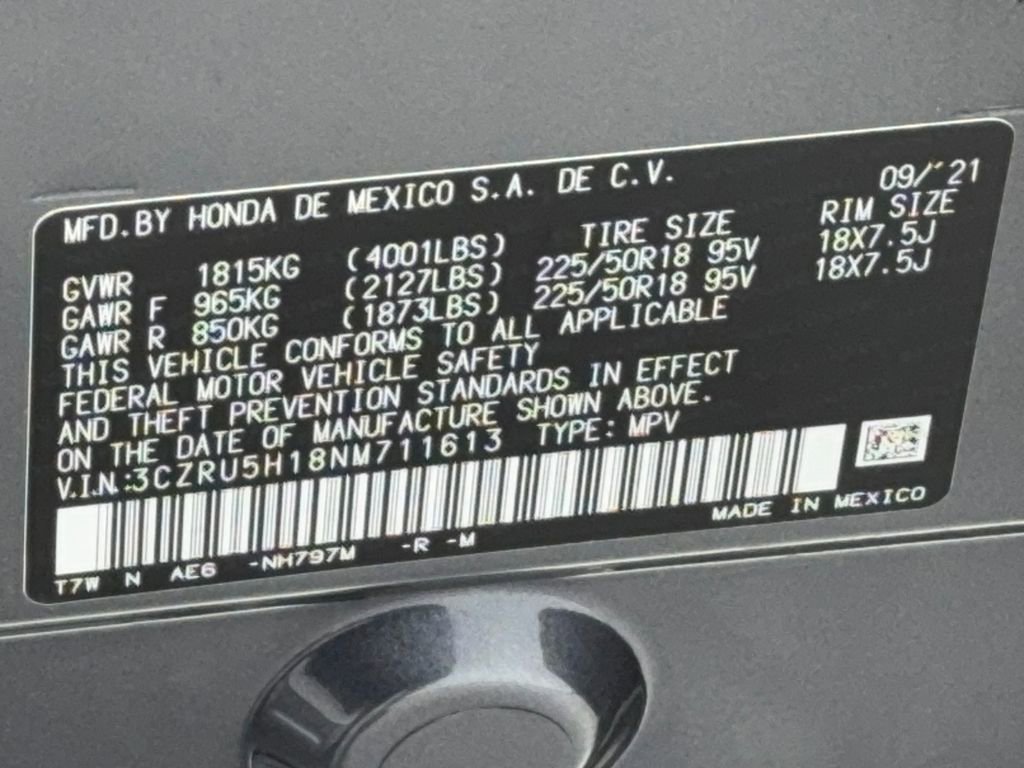 MFD.BY HONDA DE MEXICO S.A. DE C.V. 09/'21
TIRE SIZE RIM SIZE
GVWR 1815KG (4001LBS) 225/50R18 95V 18X7.5J
GAWR F 965KG (2127LBS) 225/50R18 95V 18X7.5J
GAWR R 850KG (1873LBS)
THIS VEHICLE CONFORMS TO ALL APPLICABLE
FEDERAL MOTOR VEHICLE SAFETY
AND THEFT PREVENTION STANDARDS IN EFFECT
ON THE DATE OF MANUFACTURE SHOWN ABOVE.
V.I.N.:3CZRU5H18NM711613 TYPE: MPV
MADE IN MEXICO
T7W N AE6 -NH797M -R -M